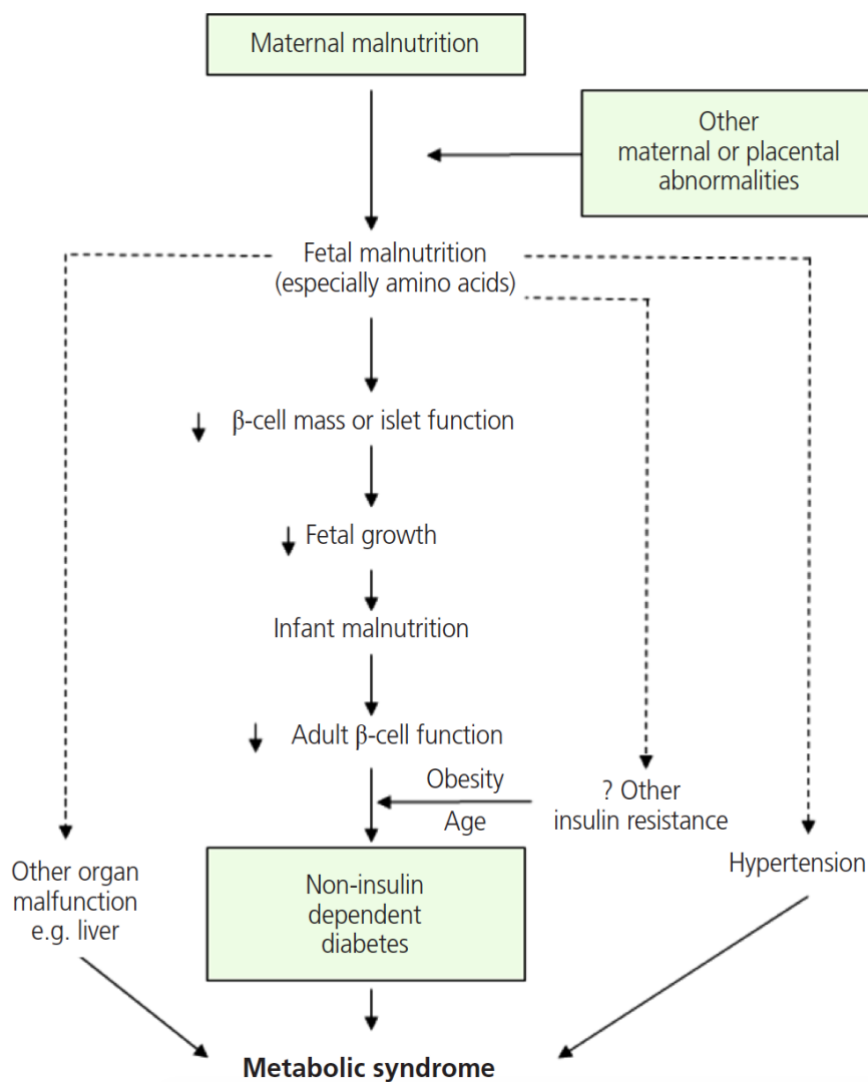 Maternal malnutrition
Other
maternal or placental
abnormalities
Fetal malnutrition
(especially amino acids)
β-cell mass or islet function
Fetal growth
Infant malnutrition
Adult β-cell function
Obesity
Age
? Other
insulin resistance
Hypertension
Other organ
malfunction
e.g. liver
Non-insulin
dependent
diabetes
Metabolic syndrome